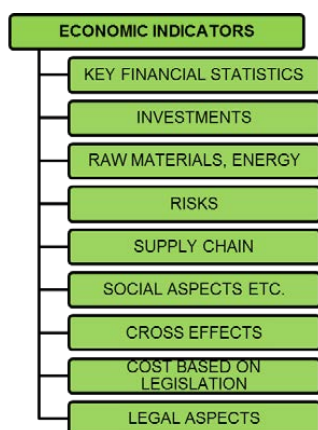 ECONOMIC INDICATORS
KEY FINANCIAL STATISTICS
INVESTMENTS
RAW MATERIALS, ENERGY
RISKS
SUPPLY CHAIN
SOCIAL ASPECTS ETC.
CROSS EFFECTS
COST BASED ON
LEGISLATION
LEGAL ASPECTS